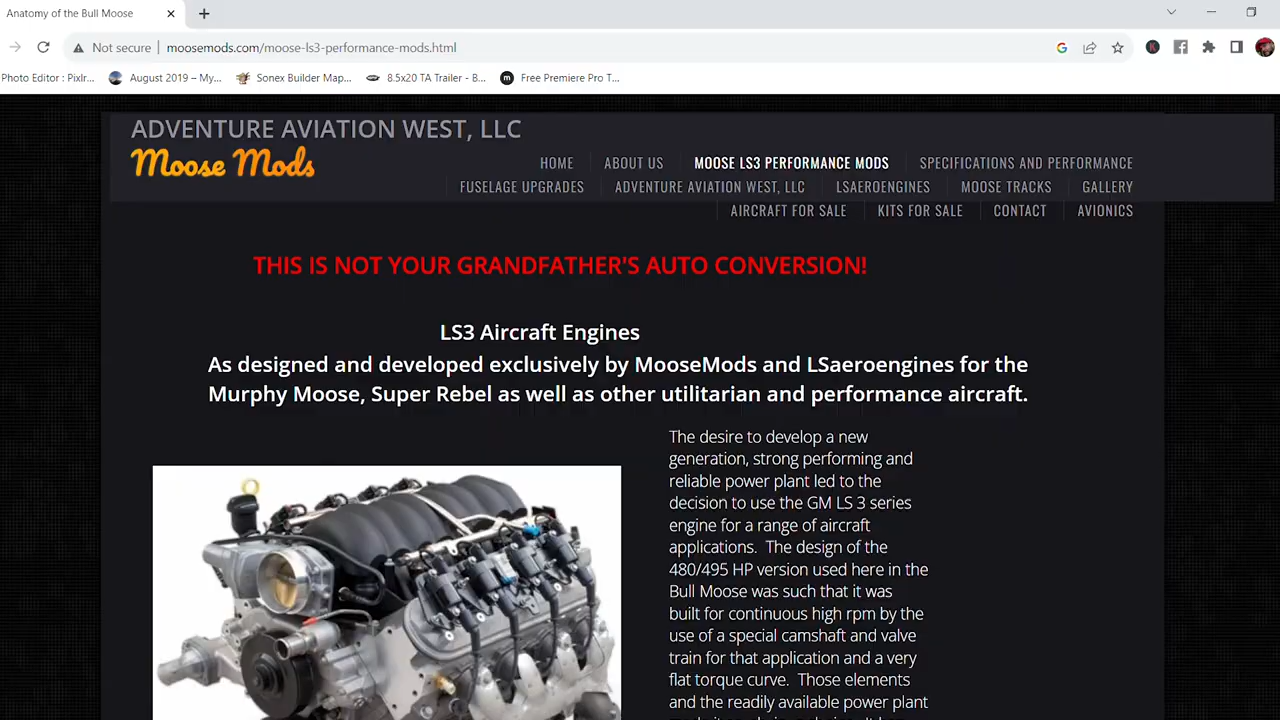 Anatomy of the Bull Moose
Not secure
moosemods.com/moose-ls3-performance-mods.html
Photo Editor : Pixlr...
August 2019 – My...
Sonex Builder Map...
8.5x20 TA Trailer - B...
Free Premiere Pro T...
ADVENTURE AVIATION WEST, LLC
Moose Mods
HOME
ABOUT US
MOOSE LS3 PERFORMANCE MODS
SPECIFICATIONS AND PERFORMANCE
FUSELAGE UPGRADES
ADVENTURE AVIATION WEST, LLC
LSAEROENGINES
MOOSE TRACKS
GALLERY
AIRCRAFT FOR SALE
KITS FOR SALE
CONTACT
AVIONICS
THIS IS NOT YOUR GRANDFATHER'S AUTO CONVERSION!
LS3 Aircraft Engines
As designed and developed exclusively by MooseMods and LSaeroengines for the
Murphy Moose, Super Rebel as well as other utilitarian and performance aircraft.
The desire to develop a new
generation, strong performing and
reliable power plant led to the
decision to use the GM LS 3 series
engine for a range of aircraft
applications.  The design of the
480/495 HP version used here in the
Bull Moose was such that it was
built for continuous high rpm by the
use of a special camshaft and valve
train for that application and a very
flat torque curve.  Those elements
and the readily available power plant